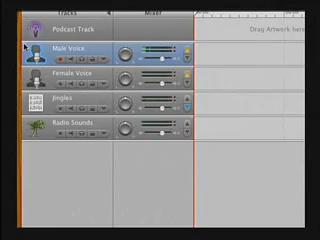 Tracks
Mixer
Podcast Track
Drag Artwork here
Male Voice
Female Voice
Jingles
Radio Sounds